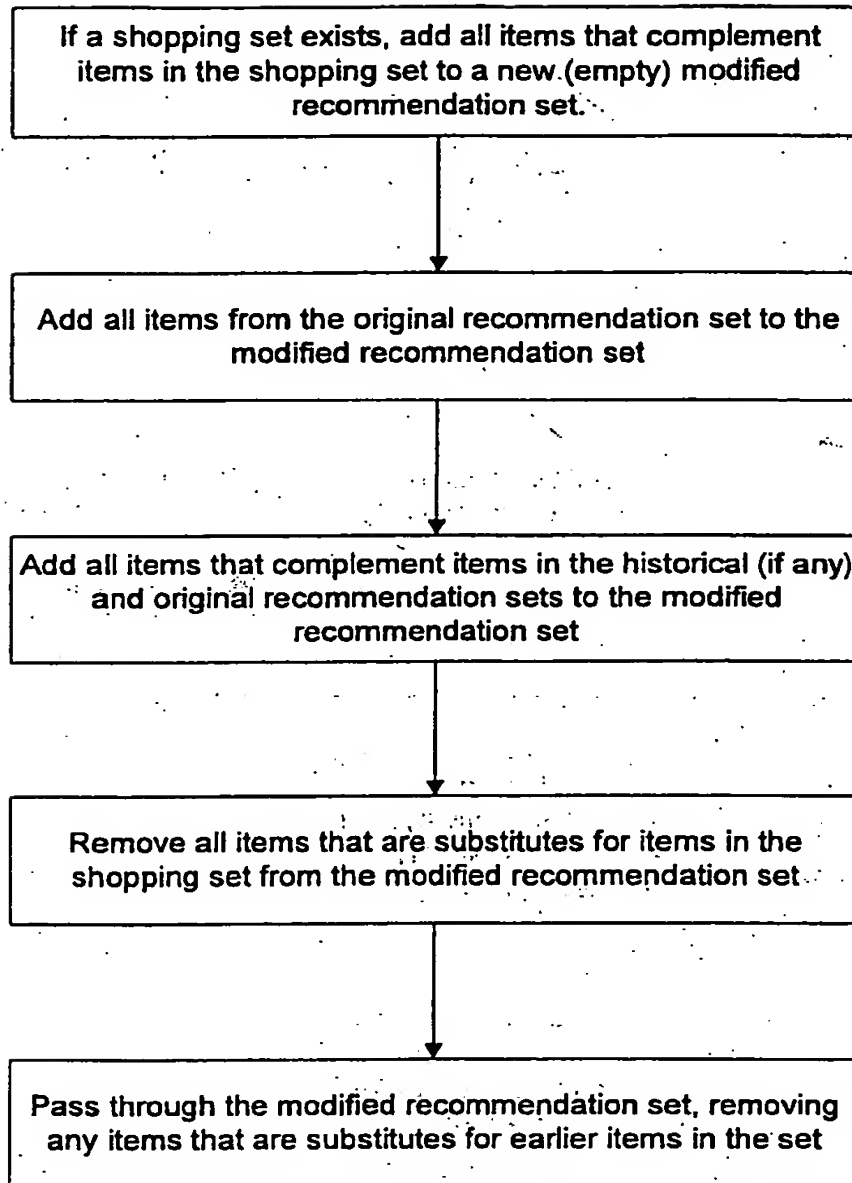 If a shopping set exists, add all items that complement
items in the shopping set to a new (empty) modified
recommendation set.
Add all items from the original recommendation set to the
modified recommendation set
Add all items that complement items in the historical (if any)
and original recommendation sets to the modified
recommendation set
Remove all items that are substitutes for items in the
shopping set from the modified recommendation set
Pass through the modified recommendation set, removing
any items that are substitutes for earlier items in the set